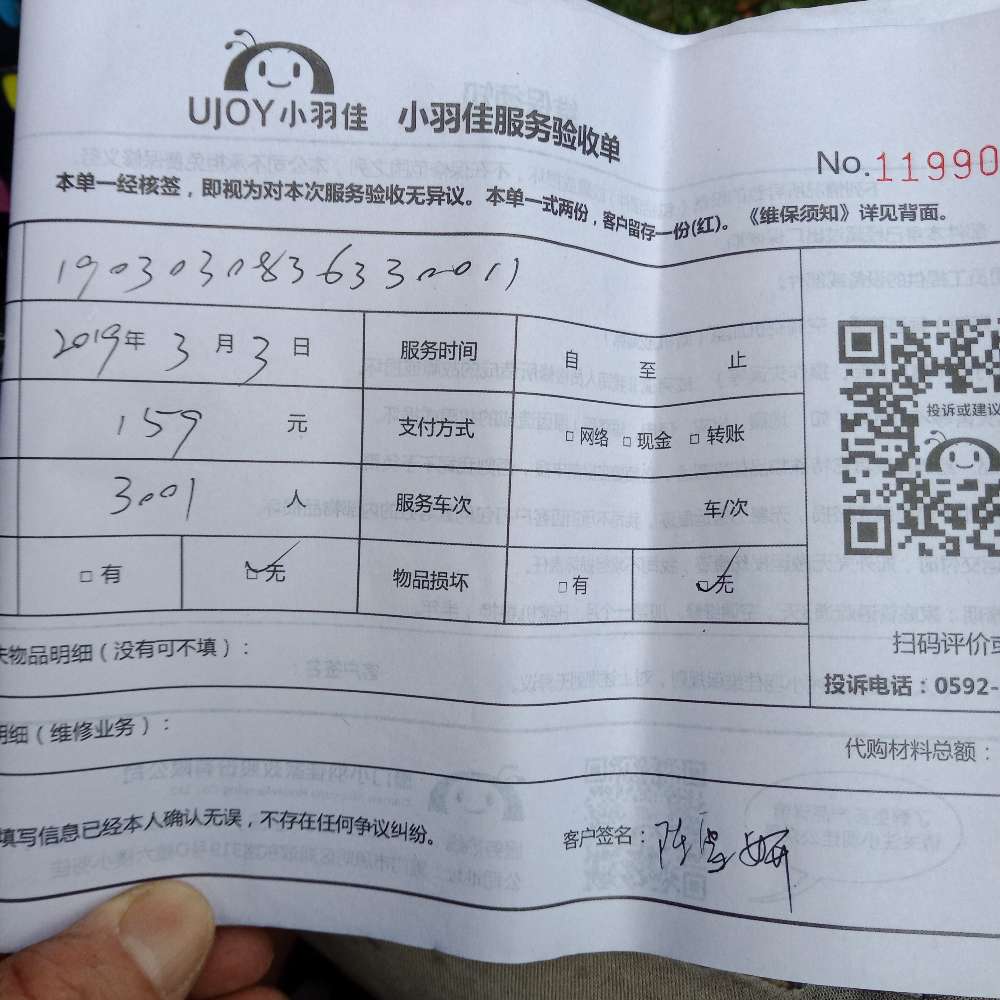 UJOY小羽佳 小羽佳服务验收单
No.11990
本单一经核签，即视为对本次服务验收无异议。本单一式两份，客户留存一份(红)。《维保须知》详见背面。
190303083633001
2019年3月3日 服务时间 自 至 止
159 元 支付方式 □网络 □现金 □转账
3001 人 服务车次 车/次
□有 □无 物品损坏 □有 □无
投诉或建议
扫码评价或
投诉电话：0592-
物品明细（没有可不填）：
明细（维修业务）：
代购材料总额：
填写信息已经本人确认无误，不存在任何争议纠纷。
客户签名：